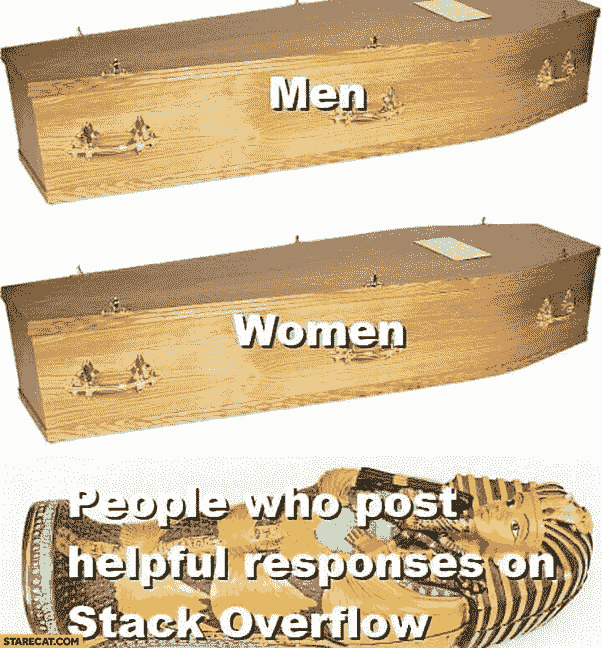 Men
Women
People who post
helpful responses on
Stack Overflow
STARECAT.COM